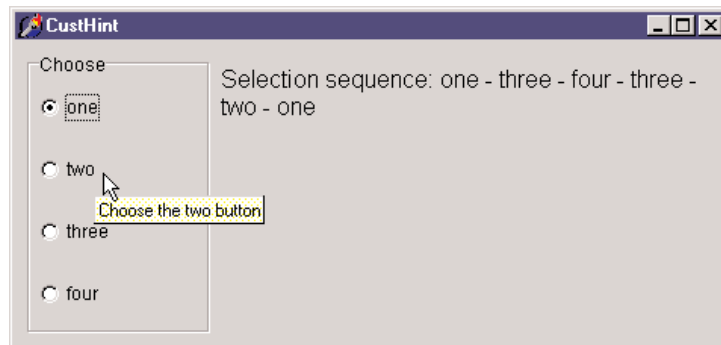 CustHint
Choose
one
two
Choose the two button
three
four
Selection sequence: one - three - four - three -
two - one